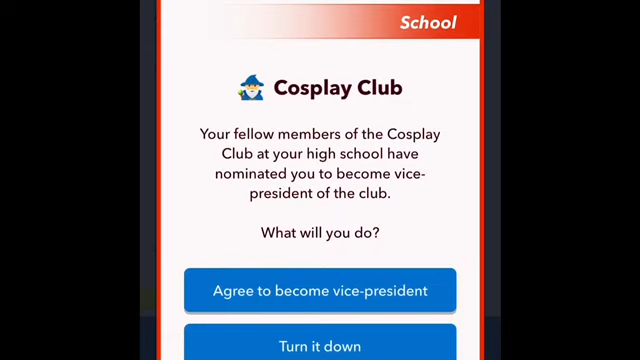 School
Cosplay Club
Your fellow members of the Cosplay
Club at your high school have
nominated you to become vice-
president of the club.
What will you do?
Agree to become vice-president
Turn it down